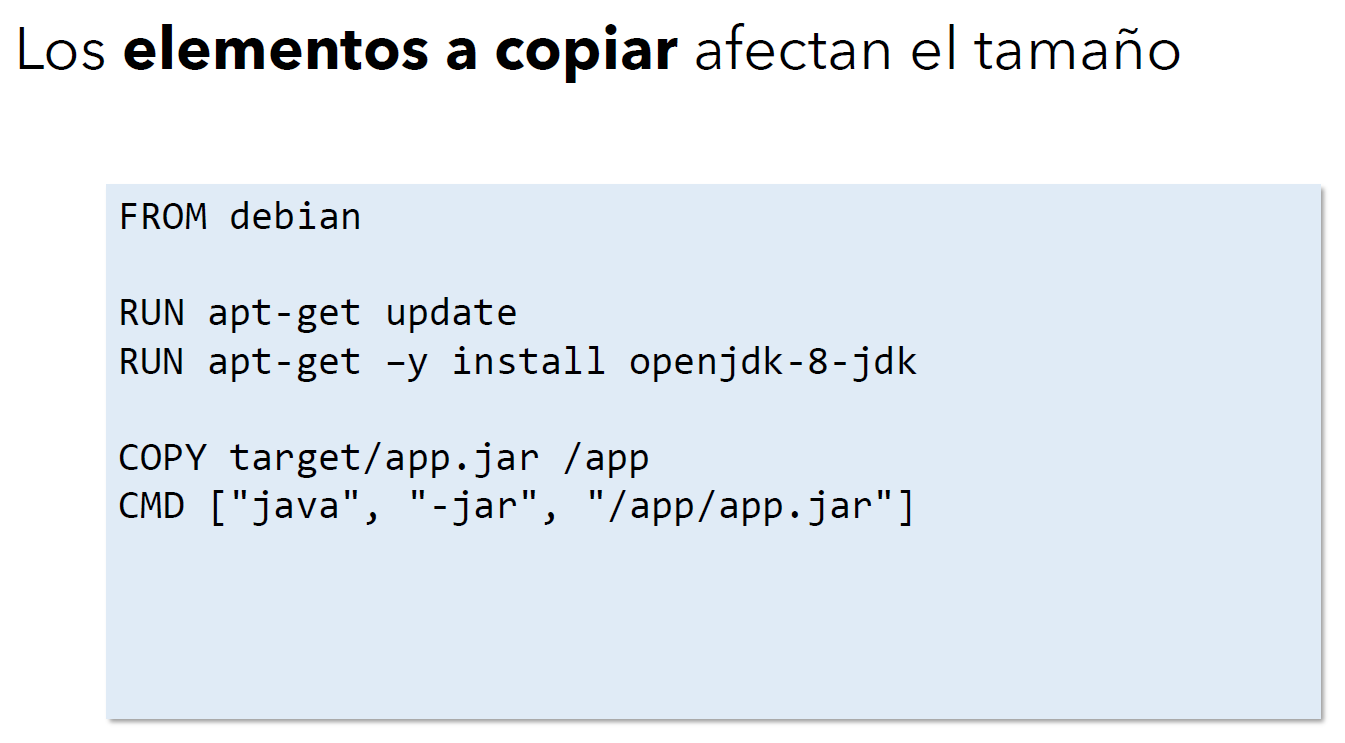 Los elementos a copiar afectan el tamaño
FROM debian
RUN apt-get update
RUN apt-get –y install openjdk-8-jdk
COPY target/app.jar /app
CMD ["java", "-jar", "/app/app.jar"]